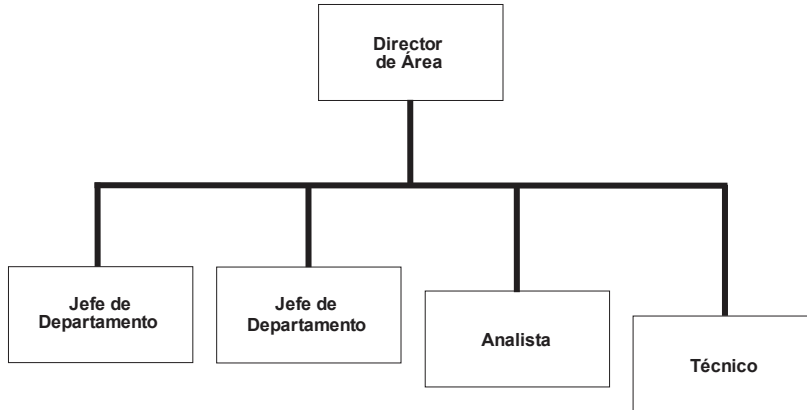 Director
de Área
Jefe de
Departamento
Jefe de
Departamento
Analista
Técnico